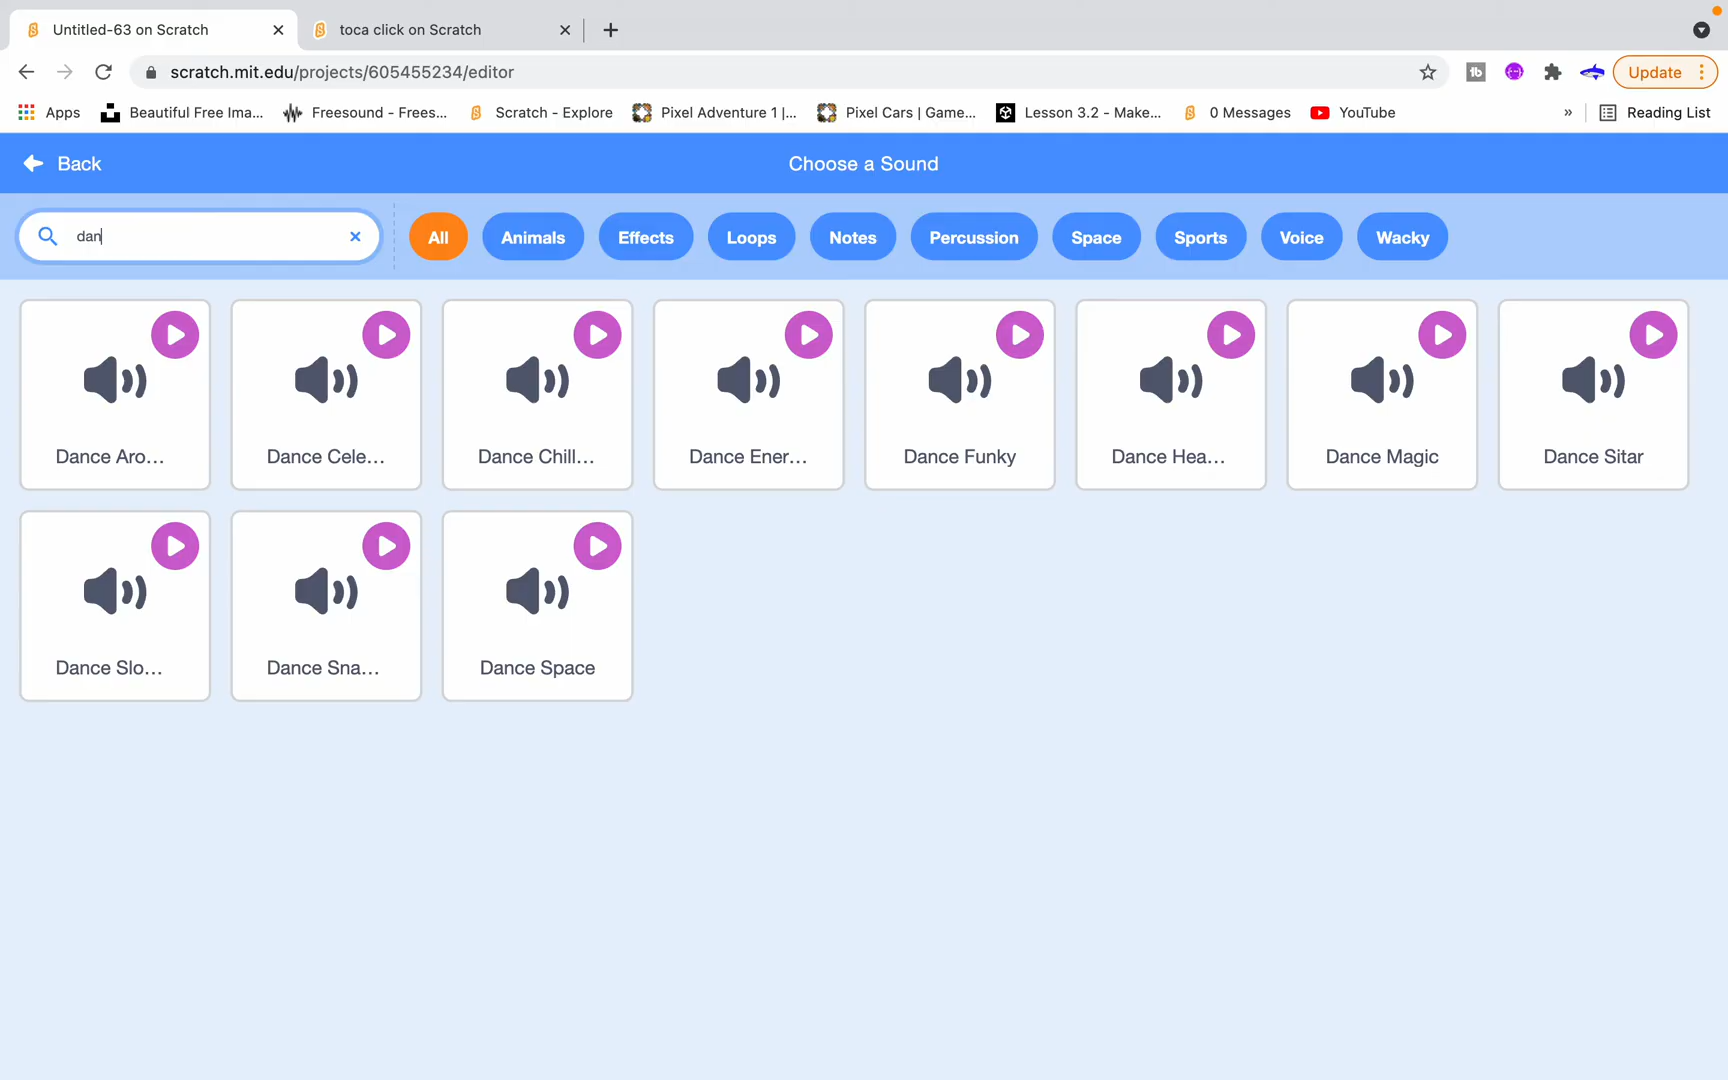 Untitled-63 on Scratch
toca click on Scratch
scratch.mit.edu/projects/605455234/editor
Update
Apps
Beautiful Free Ima...
Freesound - Frees...
Scratch - Explore
Pixel Adventure 1 |...
Pixel Cars | Game...
Lesson 3.2 - Make...
0 Messages
YouTube
»
Reading List
Back
Choose a Sound
dan
All
Animals
Effects
Loops
Notes
Percussion
Space
Sports
Voice
Wacky
Dance Aro...
Dance Cele...
Dance Chill...
Dance Ener...
Dance Funky
Dance Hea...
Dance Magic
Dance Sitar
Dance Slo...
Dance Sna...
Dance Space